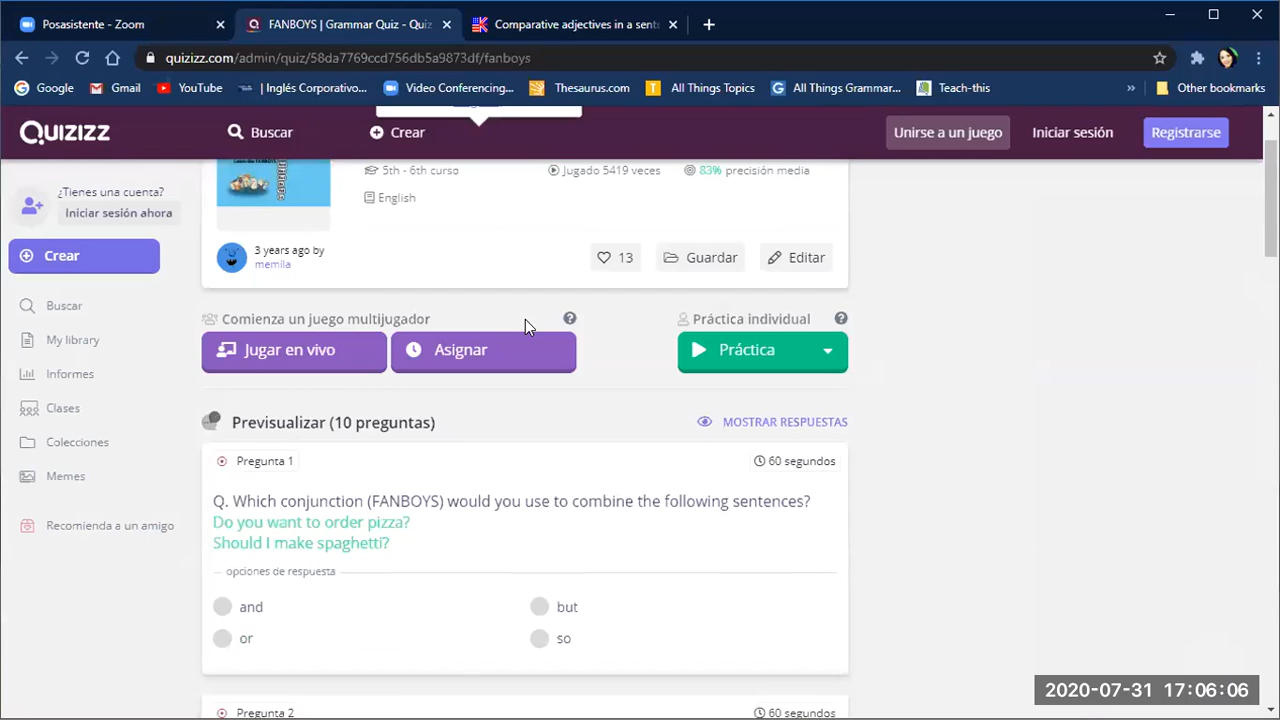 Posasistente - Zoom
FANBOYS | Grammar Quiz - Quiz
Comparative adjectives in a sent
quizizz.com/admin/quiz/58da7769ccd756db5a9873df/fanboys
Google
Gmail
YouTube
| Inglés Corporativo...
Video Conferencing,...
Thesaurus.com
All Things Topics
All Things Grammar...
Teach-this
»
Other bookmarks
QUIZIZZ
Buscar
Crear
Unirse a un juego
Iniciar sesión
Registrarse
¿Tienes una cuenta?
Iniciar sesión ahora
Crear
Buscar
My library
Informes
Clases
Colecciones
Memes
Recomienda a un amigo
5th - 6th curso
Jugado 5419 veces
83% precisión media
English
3 years ago by
memila
13
Guardar
Editar
Comienza un juego multijugador
Práctica individual
Jugar en vivo
Asignar
Práctica
Previsualizar (10 preguntas)
MOSTRAR RESPUESTAS
Pregunta 1
60 segundos
Q. Which conjunction (FANBOYS) would you use to combine the following sentences?
Do you want to order pizza?
Should I make spaghetti?
opciones de respuesta
and
but
or
so
Pregunta 2
60 segundos
2020-07-31 17:06:06